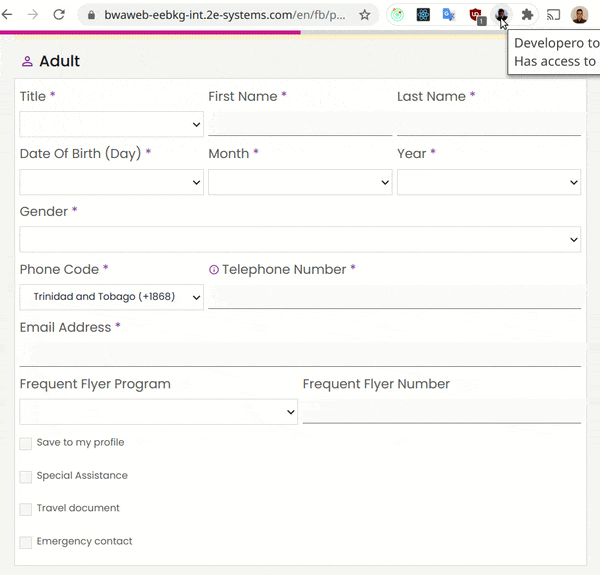 bwaweb-eebkg-int.2e-systems.com/en/fb/p...
1
Developero to
Has access to
Adult
Title *
First Name *
Last Name *
Date Of Birth (Day) *
Month *
Year *
Gender *
Phone Code *
Telephone Number *
Trinidad and Tobago (+1868)
Email Address *
Frequent Flyer Program
Frequent Flyer Number
Save to my profile
Special Assistance
Travel document
Emergency contact